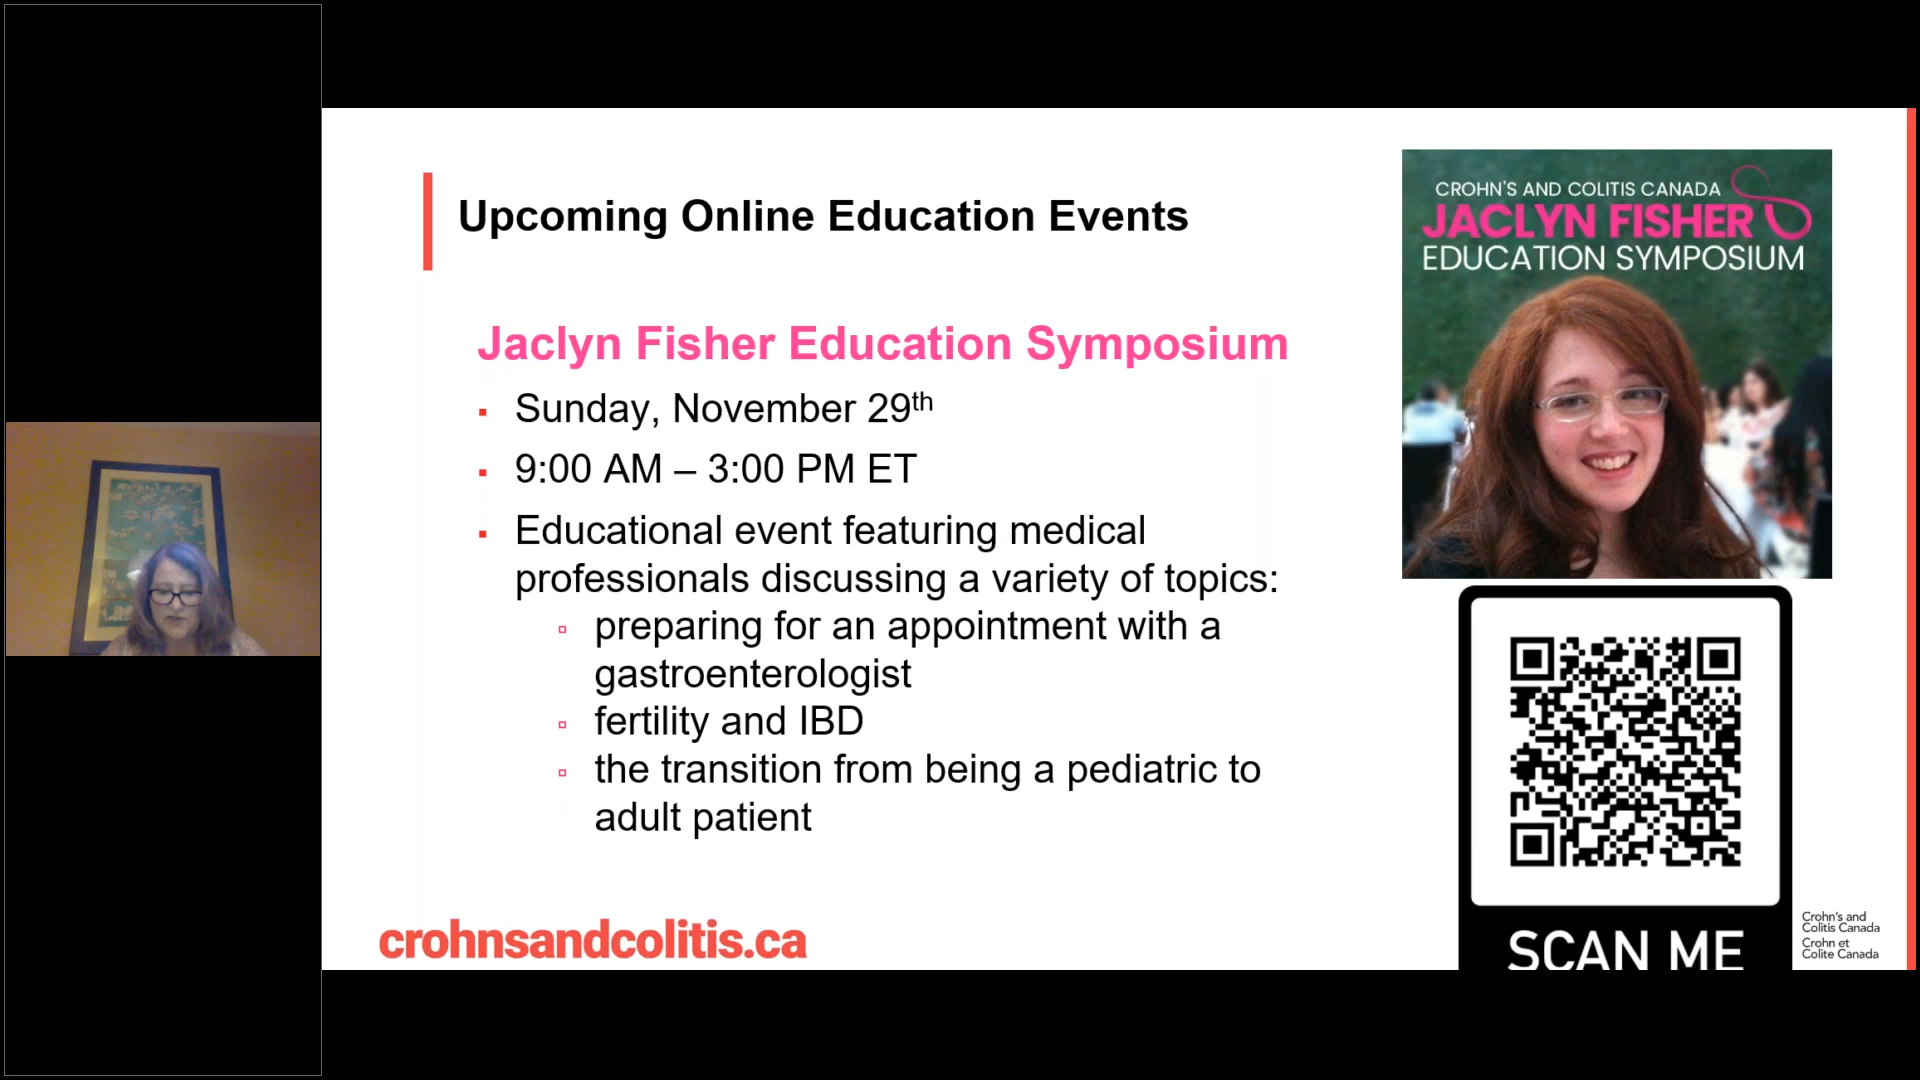 Upcoming Online Education Events
Jaclyn Fisher Education Symposium
Sunday, November 29th
9:00 AM – 3:00 PM ET
Educational event featuring medical
professionals discussing a variety of topics:
preparing for an appointment with a
gastroenterologist
fertility and IBD
the transition from being a pediatric to
adult patient
crohnsandcolitis.ca
CROHN'S AND COLITIS CANADA
JACLYN FISHER
EDUCATION SYMPOSIUM
SCAN ME
Crohn's and
Colitis Canada
Crohn et
Colite Canada